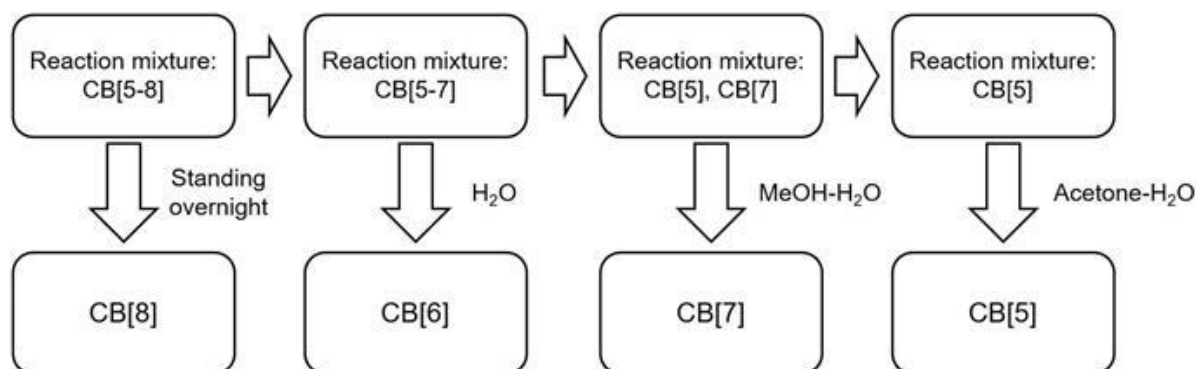 Reaction mixture:
CB[5-8]
Reaction mixture:
CB[5-7]
Reaction mixture:
CB[5], CB[7]
Reaction mixture:
CB[5]
Standing
overnight
H₂O
MeOH-H₂O
Acetone-H₂O
CB[8]
CB[6]
CB[7]
CB[5]